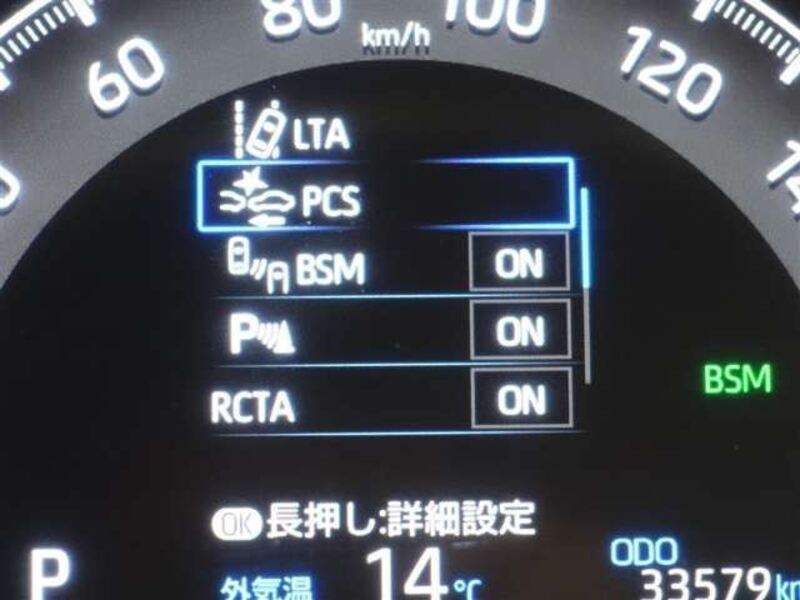 80 km/h 100
60 120
LTA
PCS
BSM ON
P ON
RCTA ON
BSM
OK 長押し:詳細設定
P 外気温 14℃
ODO
33579km